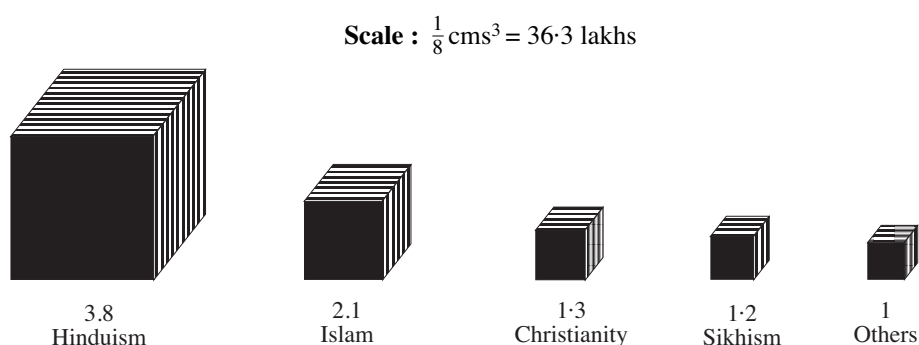 Scale : 1/8 cms³ = 36·3 lakhs
3.8 2.1 1·3 1·2 1
Hinduism Islam Christianity Sikhism Others